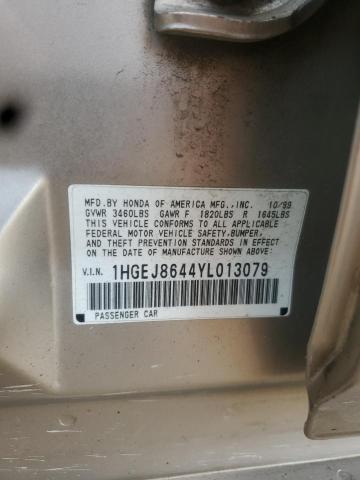 MFD.BY HONDA OF AMERICA MFG.,INC. 10/99
GVWR 3460LBS GAWR F 1820LBS R 1645LBS
THIS VEHICLE CONFORMS TO ALL APPLICABLE
FEDERAL MOTOR VEHICLE SAFETY,BUMPER,
AND THEFT PREVENTION STANDARDS IN EFFECT
ON THE DATE OF MANUFACTURE SHOWN ABOVE.
V.I.N. 1HGEJ8644YL013079
PASSENGER CAR